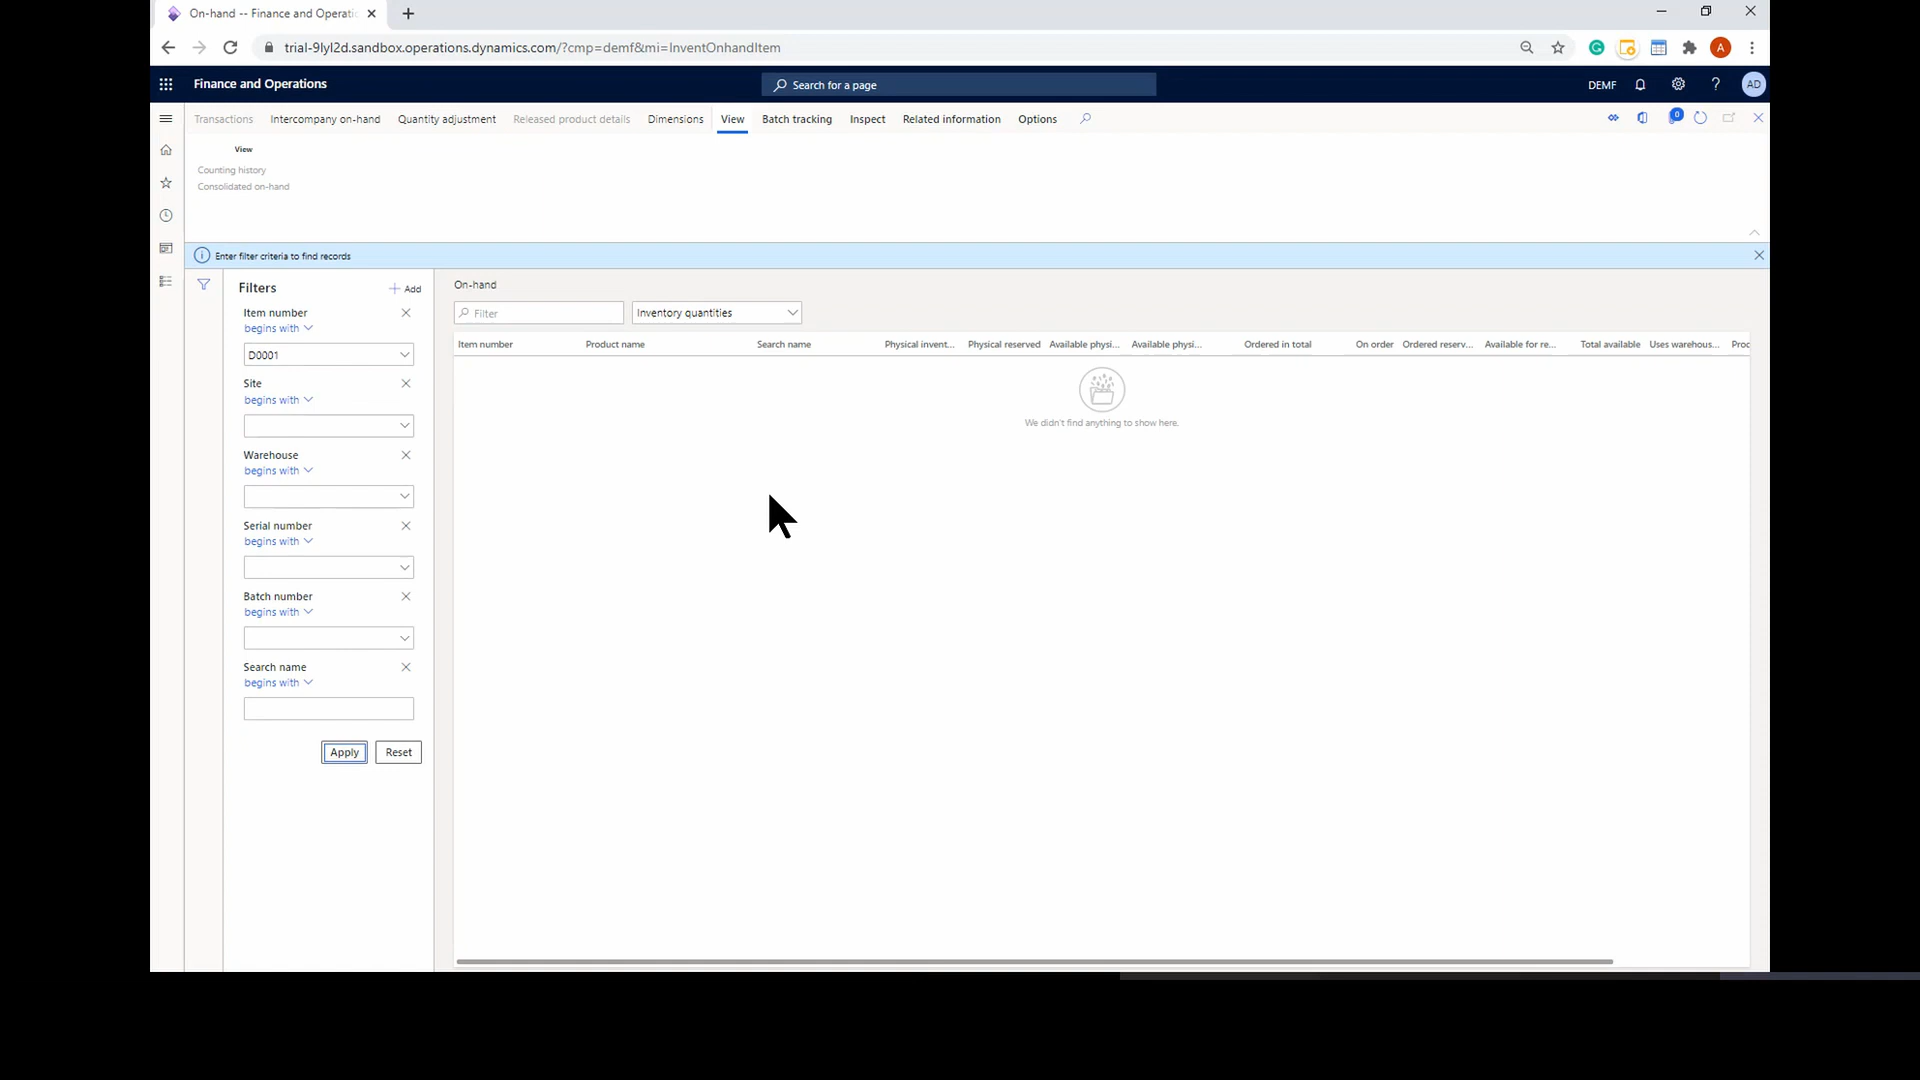 On-hand -- Finance and Operatio
trial-9lyl2d.sandbox.operations.dynamics.com/?cmp=demf&mi=InventOnhandItem
A
Finance and Operations
Search for a page
DEMF
?
AD
Transactions
Intercompany on-hand
Quantity adjustment
Released product details
Dimensions
View
Batch tracking
Inspect
Related information
Options
0
View
Counting history
Consolidated on-hand
Enter filter criteria to find records
Filters
Add
Item number
begins with
D0001
Site
begins with
Warehouse
begins with
Serial number
begins with
Batch number
begins with
Search name
begins with
Apply
Reset
On-hand
Filter
Inventory quantities
Item number
Product name
Search name
Physical invent...
Physical reserved
Available physi...
Available physi...
Ordered in total
On order
Ordered reserv...
Available for re...
Total available
Uses warehous...
Proc
We didn't find anything to show here.